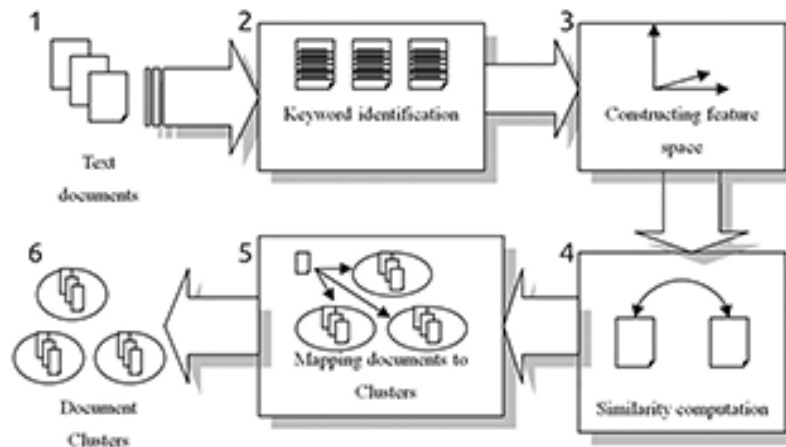 1
2
3
Text
documents
Keyword identification
Constructing feature
space
6
5
4
Document
Clusters
Mapping documents to
Clusters
Similarity computation